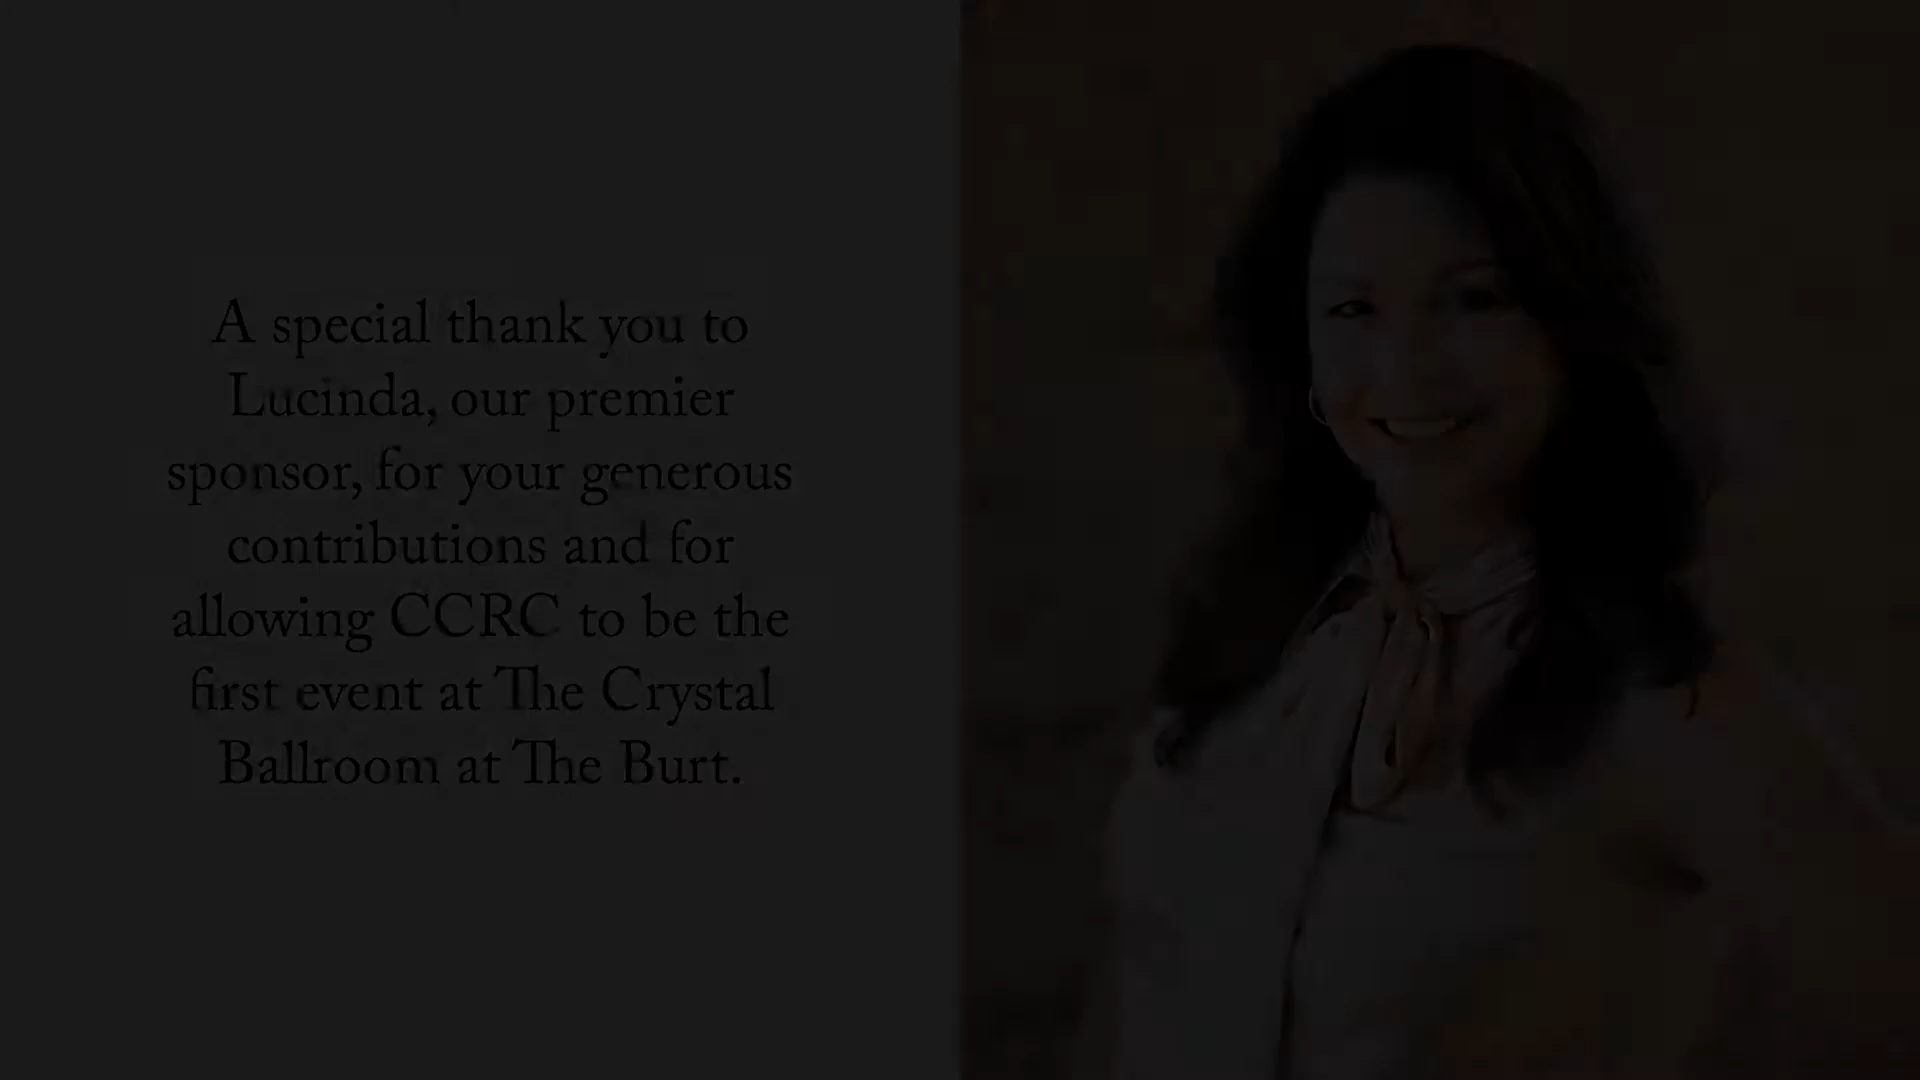 A special thank you to
Lucinda, our premier
sponsor, for your generous
contributions and for
allowing CCRC to be the
first event at The Crystal
Ballroom at The Burt.